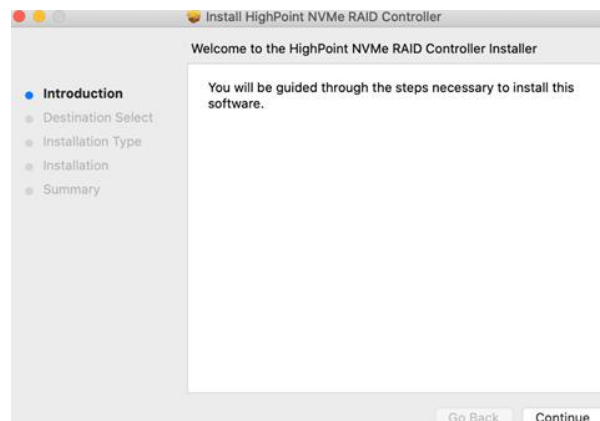 Install HighPoint NVMe RAID Controller
Welcome to the HighPoint NVMe RAID Controller Installer
Introduction
Destination Select
Installation Type
Installation
Summary
You will be guided through the steps necessary to install this
software.
Go Back
Continue